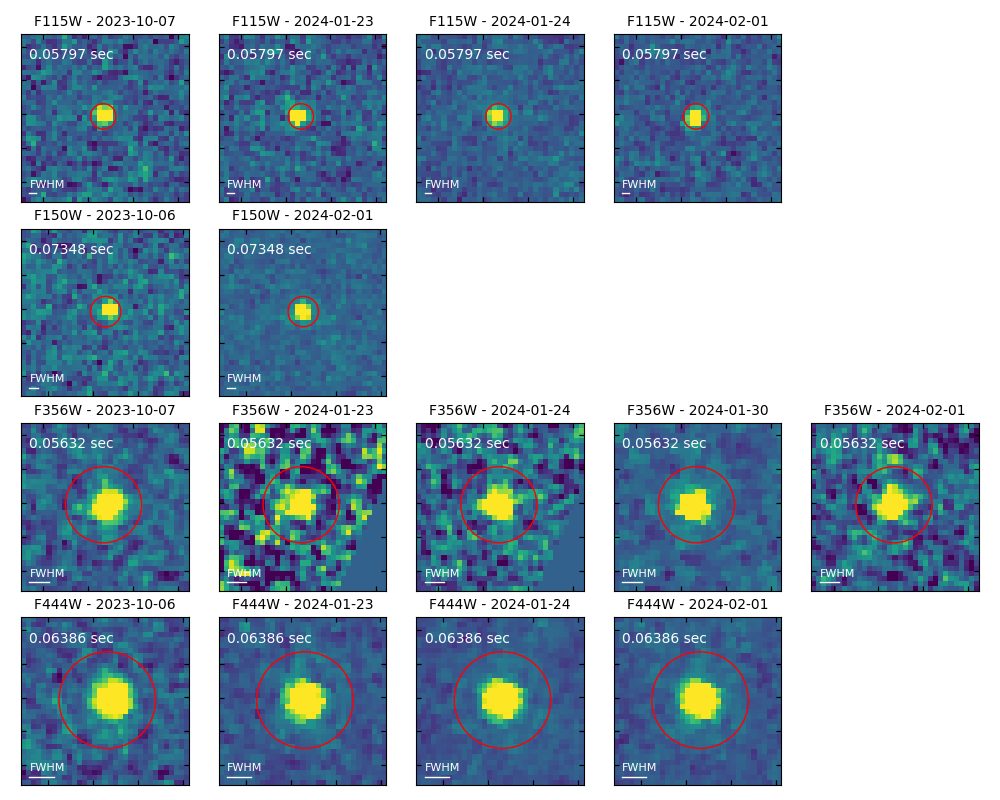 F115W - 2023-10-07
F115W - 2024-01-23
F115W - 2024-01-24
F115W - 2024-02-01
0.05797 sec
0.05797 sec
0.05797 sec
0.05797 sec
FWHM
FWHM
FWHM
FWHM
F150W - 2023-10-06
F150W - 2024-02-01
0.07348 sec
0.07348 sec
FWHM
FWHM
F356W - 2023-10-07
F356W - 2024-01-23
F356W - 2024-01-24
F356W - 2024-01-30
F356W - 2024-02-01
0.05632 sec
0.05632 sec
0.05632 sec
0.05632 sec
0.05632 sec
FWHM
FWHM
FWHM
FWHM
FWHM
F444W - 2023-10-06
F444W - 2024-01-23
F444W - 2024-01-24
F444W - 2024-02-01
0.06386 sec
0.06386 sec
0.06386 sec
0.06386 sec
FWHM
FWHM
FWHM
FWHM